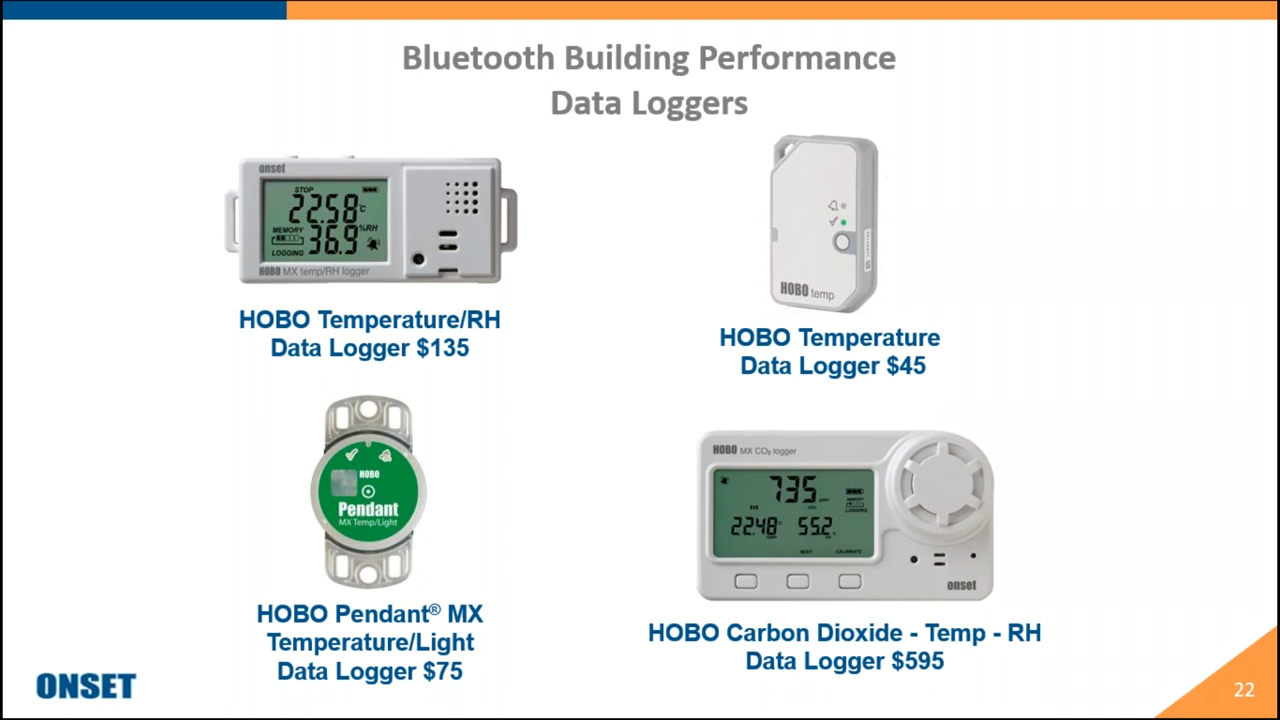 Bluetooth Building Performance
Data Loggers
onset
STOP
22.58°C
MEMORY
%RH
36.9
LOGGING
HOBO MX temp/RH logger
HOBO Temperature/RH
Data Logger $135
HOBO temp
HOBO Temperature
Data Logger $45
HOBO
Pendant
MX Temp/Light
HOBO Pendant® MX
Temperature/Light
Data Logger $75
HOBO MX CO₂ logger
735 ppm
MEMORY
LOGGING
22.48 55.2
NEXT CALIBRATE
onset
HOBO Carbon Dioxide - Temp - RH
Data Logger $595
ONSET
22